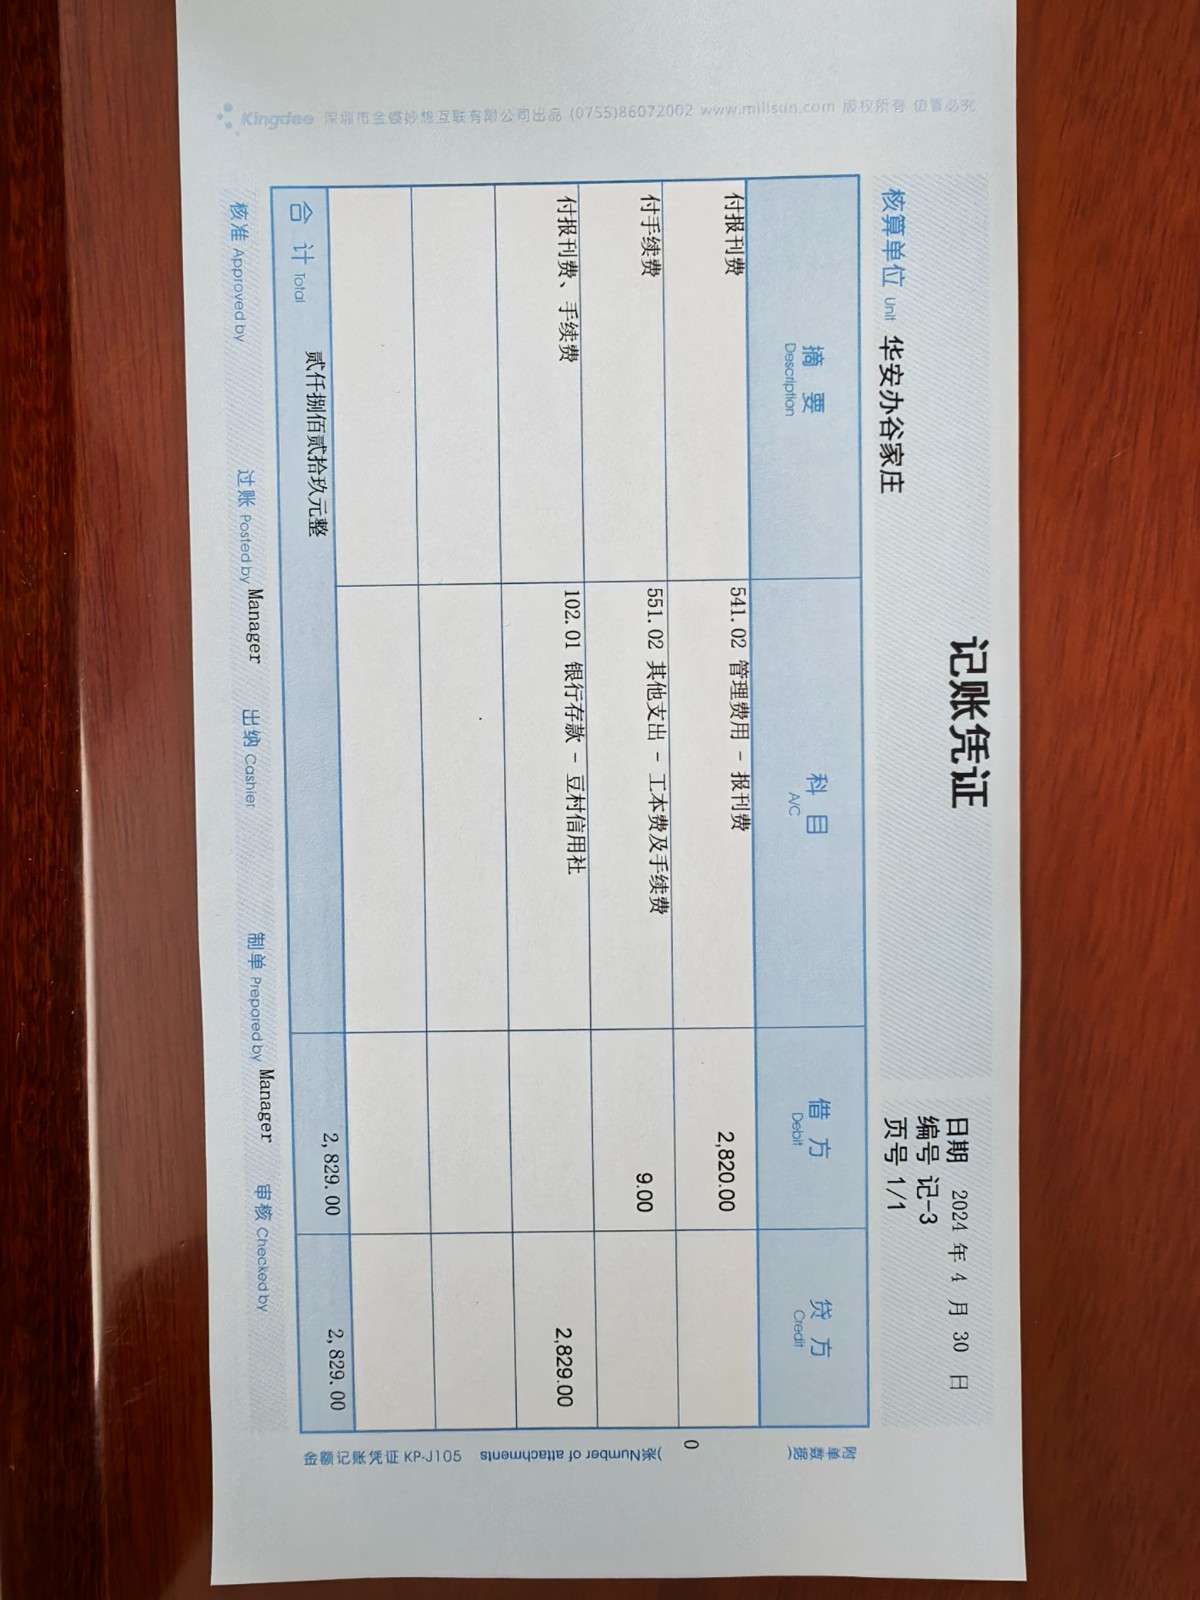 记账凭证
日期 2024 年 4 月 30 日
编号 记-3
核算单位 Unit 华安办谷家庄
页号 1/1
摘 要 Description 科 目 A/C 借 方 Debit 贷 方 Credit
付报刊费 541.02 管理费用 - 报刊费 2,820.00
付手续费 551.02 其他支出 - 工本费及手续费 9.00
付报刊费、手续费 102.01 银行存款 - 豆村信用社 2,829.00
合 计 Total 贰仟捌佰贰拾玖元整 2,829.00 2,829.00
附单数据(
0
)张Number of attachments
金额记账凭证 KP-J105
核准 Approved by 过账 Posted by Manager 出纳 Cashier 制单 Prepared by Manager 审核 Checked by
Kingdee 深圳市金蝶妙想互联有限公司出品 (0755)86072002 www.millsun.com 版权所有 仿冒必究